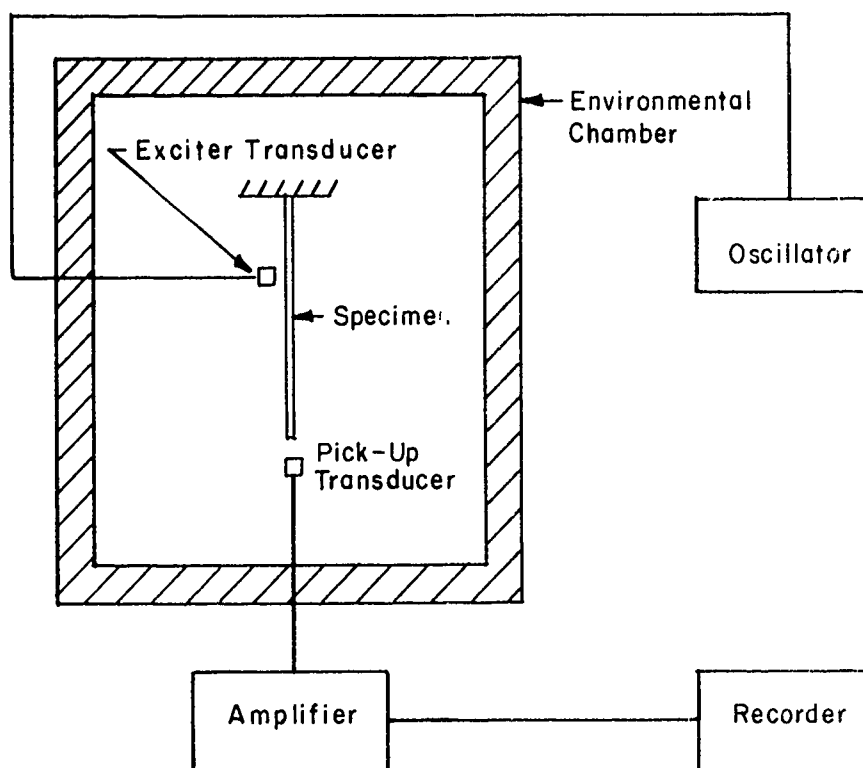 Environmental
Chamber
Exciter Transducer
Oscillator
Specimen
Pick-Up
Transducer
Amplifier
Recorder